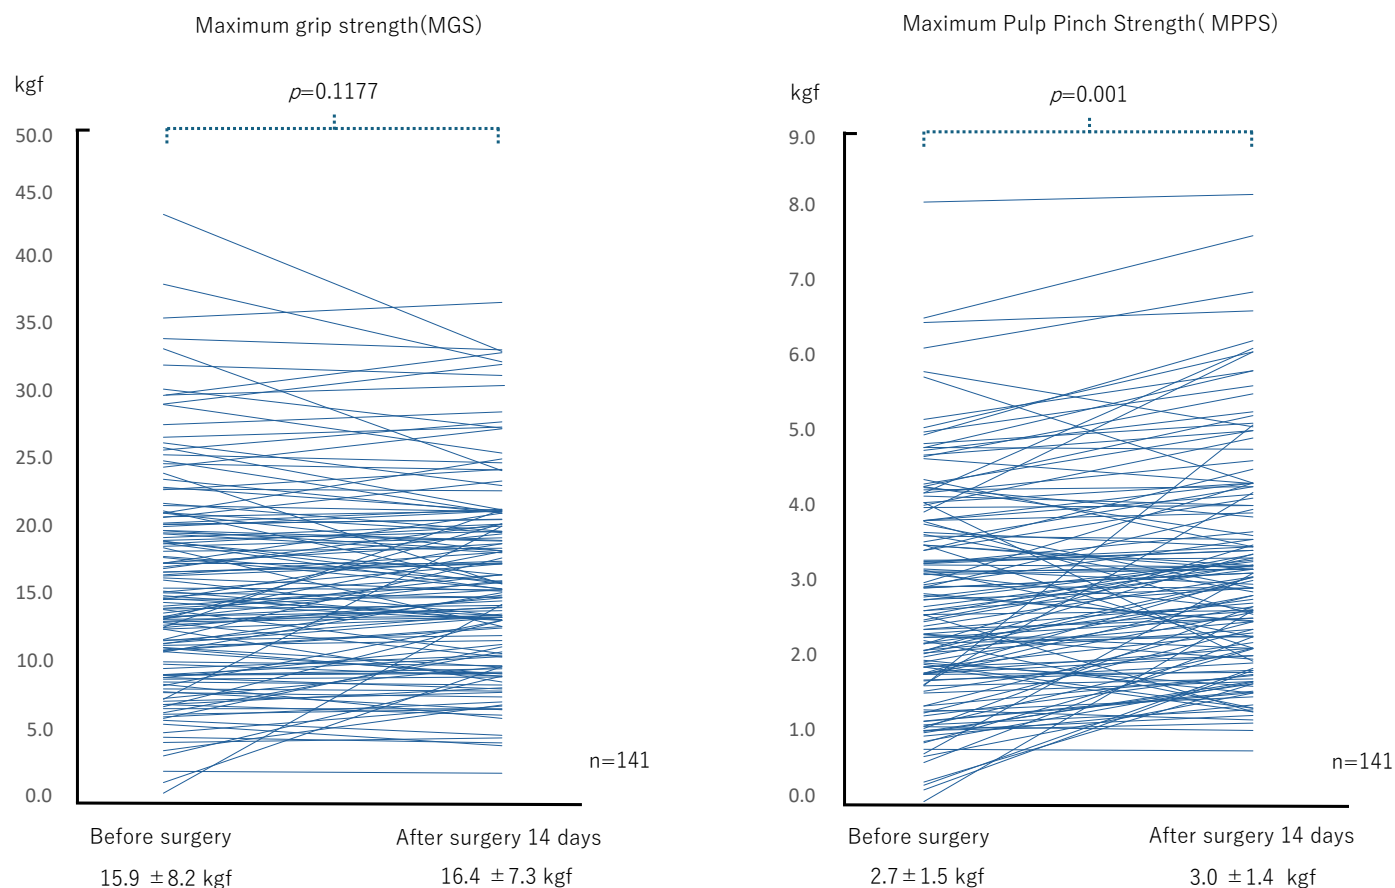 Maximum grip strength(MGS)
kgf
p=0.1177
50.0
45.0
40.0
35.0
30.0
25.0
20.0
15.0
10.0
5.0
0.0
n=141
Before surgery
After surgery 14 days
15.9 ±8.2 kgf
16.4 ±7.3 kgf
Maximum Pulp Pinch Strength( MPPS)
kgf
p=0.001
9.0
8.0
7.0
6.0
5.0
4.0
3.0
2.0
1.0
0.0
n=141
Before surgery
After surgery 14 days
2.7±1.5 kgf
3.0 ±1.4 kgf